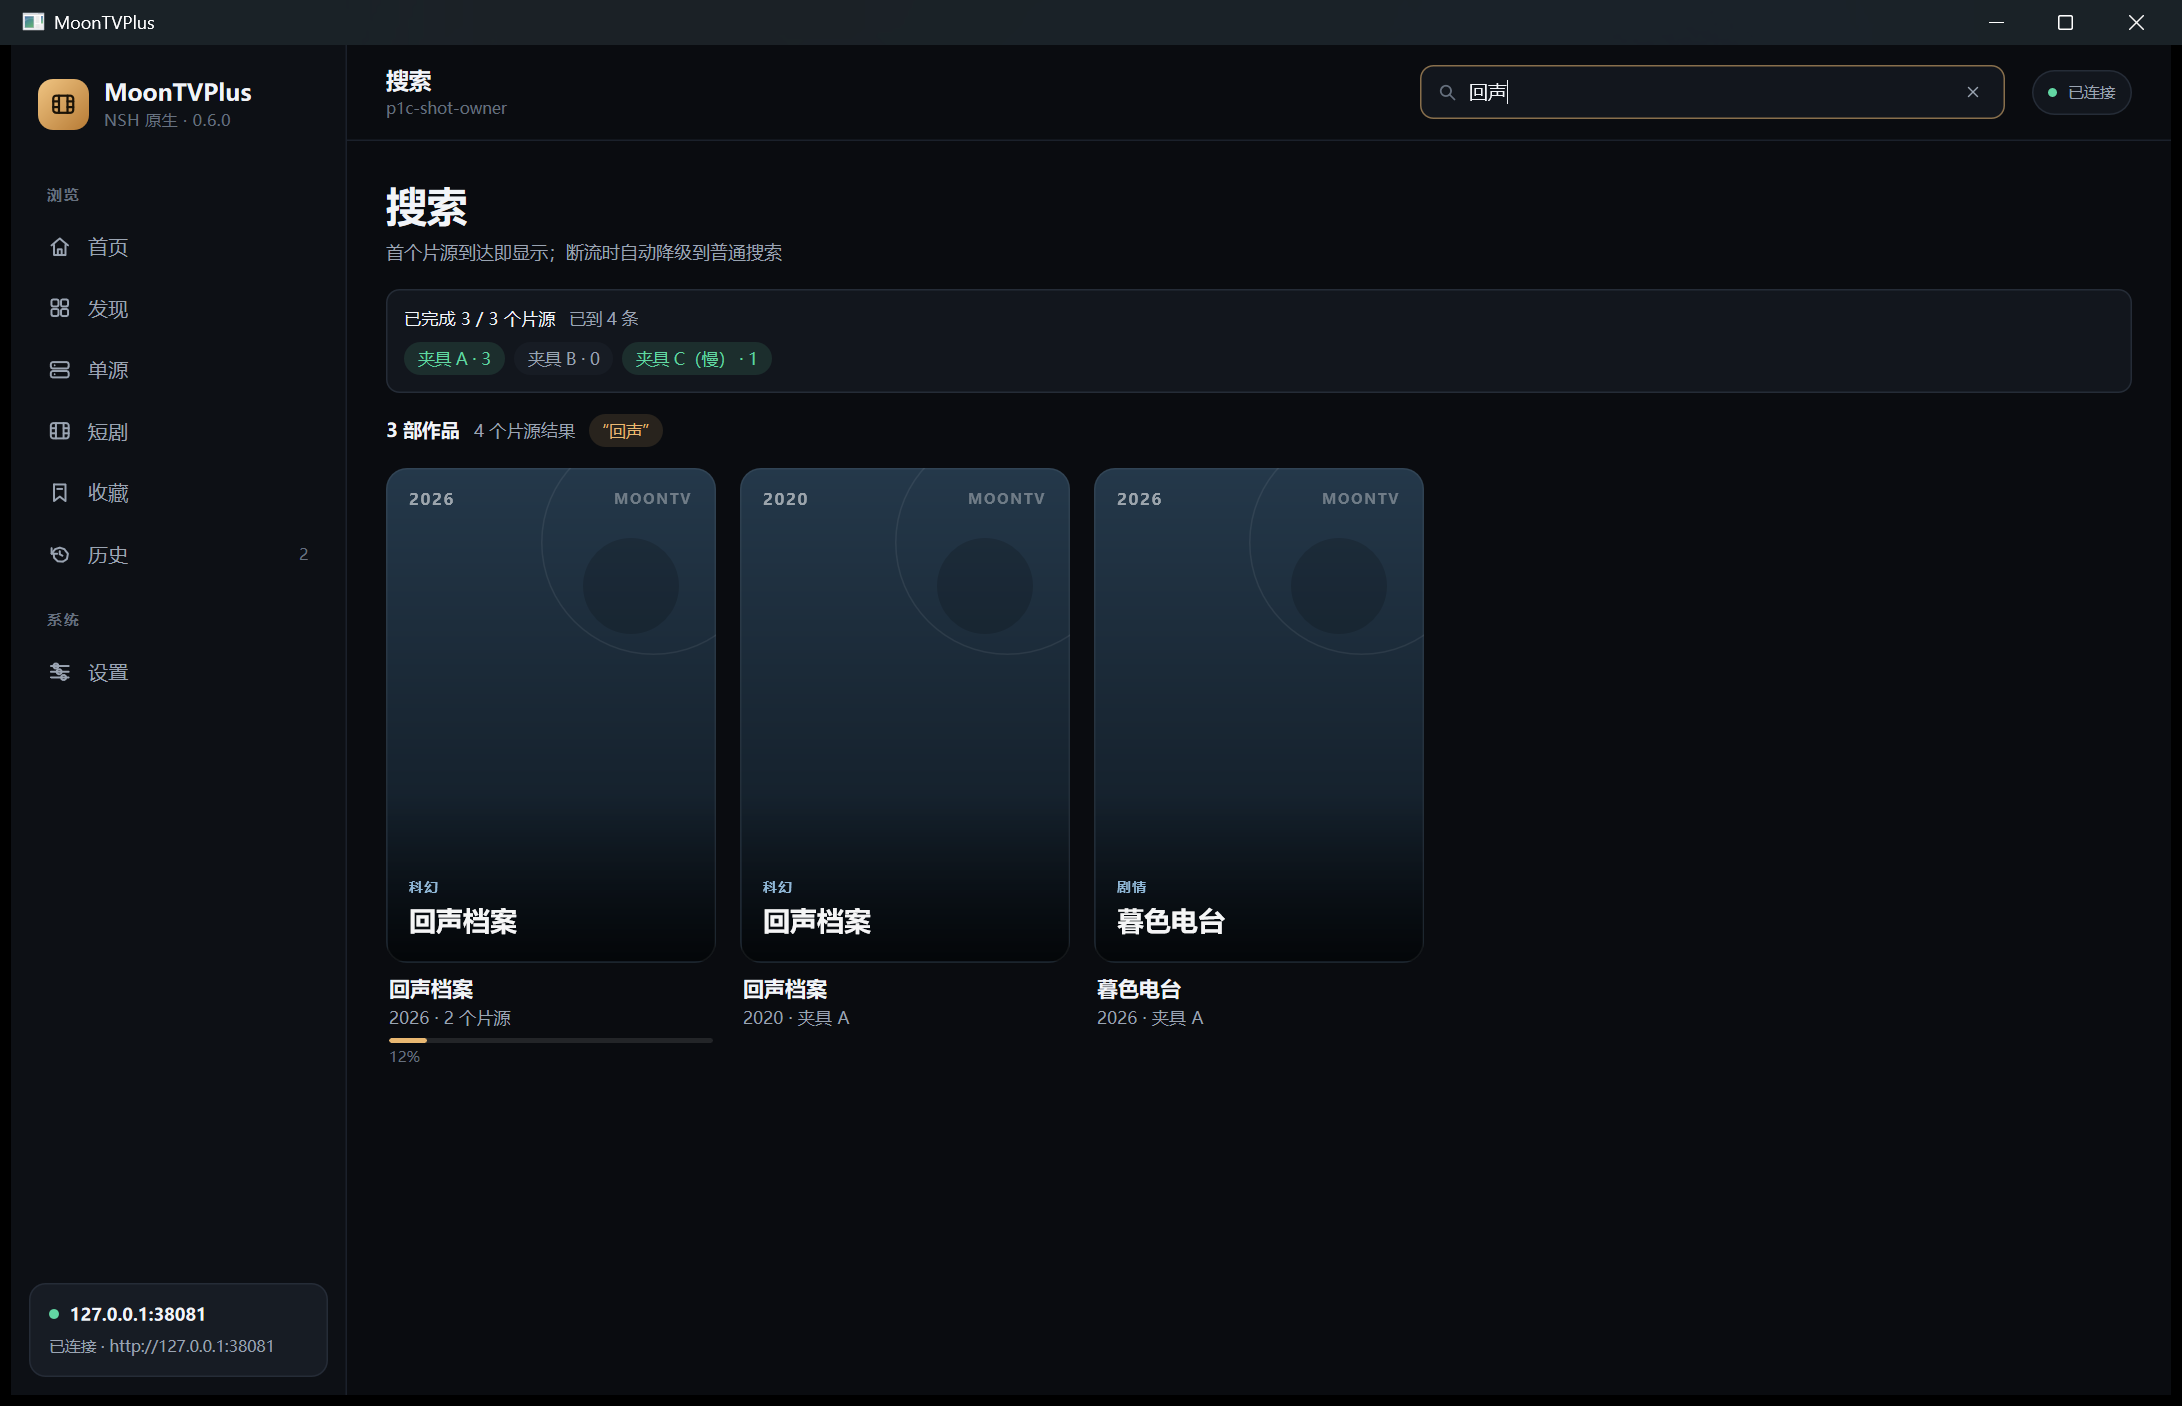 MoonTVPlus
MoonTVPlus
NSH 原生 · 0.6.0
浏览
首页
发现
单源
短剧
收藏
历史 2
系统
设置
127.0.0.1:38081
已连接 · http://127.0.0.1:38081
搜索
p1c-shot-owner
回声
已连接
搜索
首个片源到达即显示；断流时自动降级到普通搜索
已完成 3 / 3 个片源 已到 4 条
夹具 A · 3 夹具 B · 0 夹具 C（慢） · 1
3 部作品 4 个片源结果 “回声”
2026 MOONTV
科幻
回声档案
回声档案
2026 · 2 个片源
12%
2020 MOONTV
科幻
回声档案
回声档案
2020 · 夹具 A
2026 MOONTV
剧情
暮色电台
暮色电台
2026 · 夹具 A